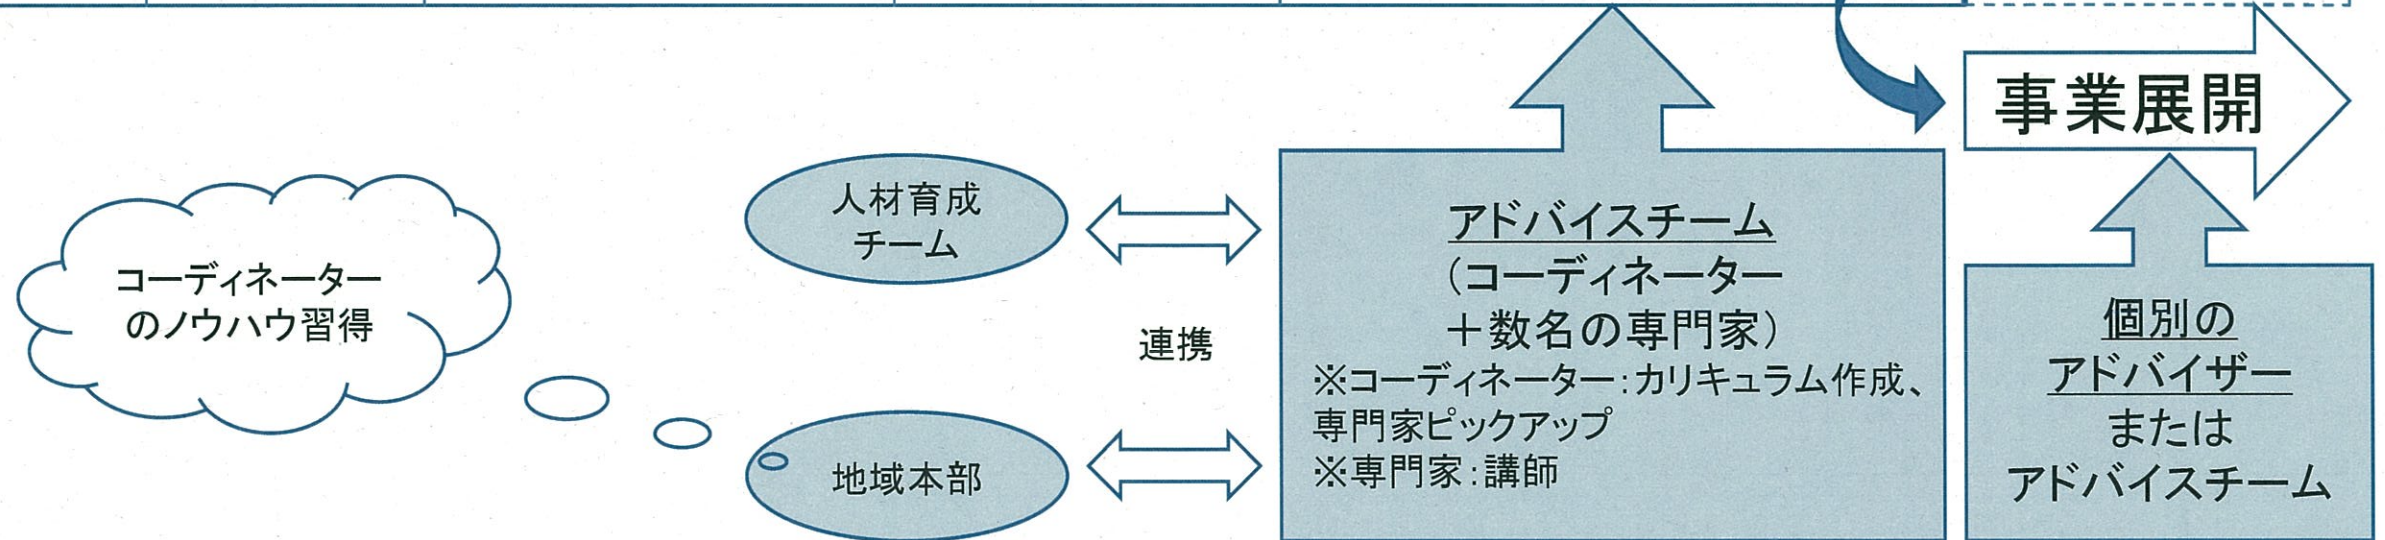 事業展開
人材育成
チーム
コーディネーター
のノウハウ習得
連携
地域本部
アドバイスチーム
(コーディネーター
+数名の専門家)
※コーディネーター:カリキュラム作成、
専門家ピックアップ
※専門家:講師
個別の
アドバイザー
または
アドバイスチーム